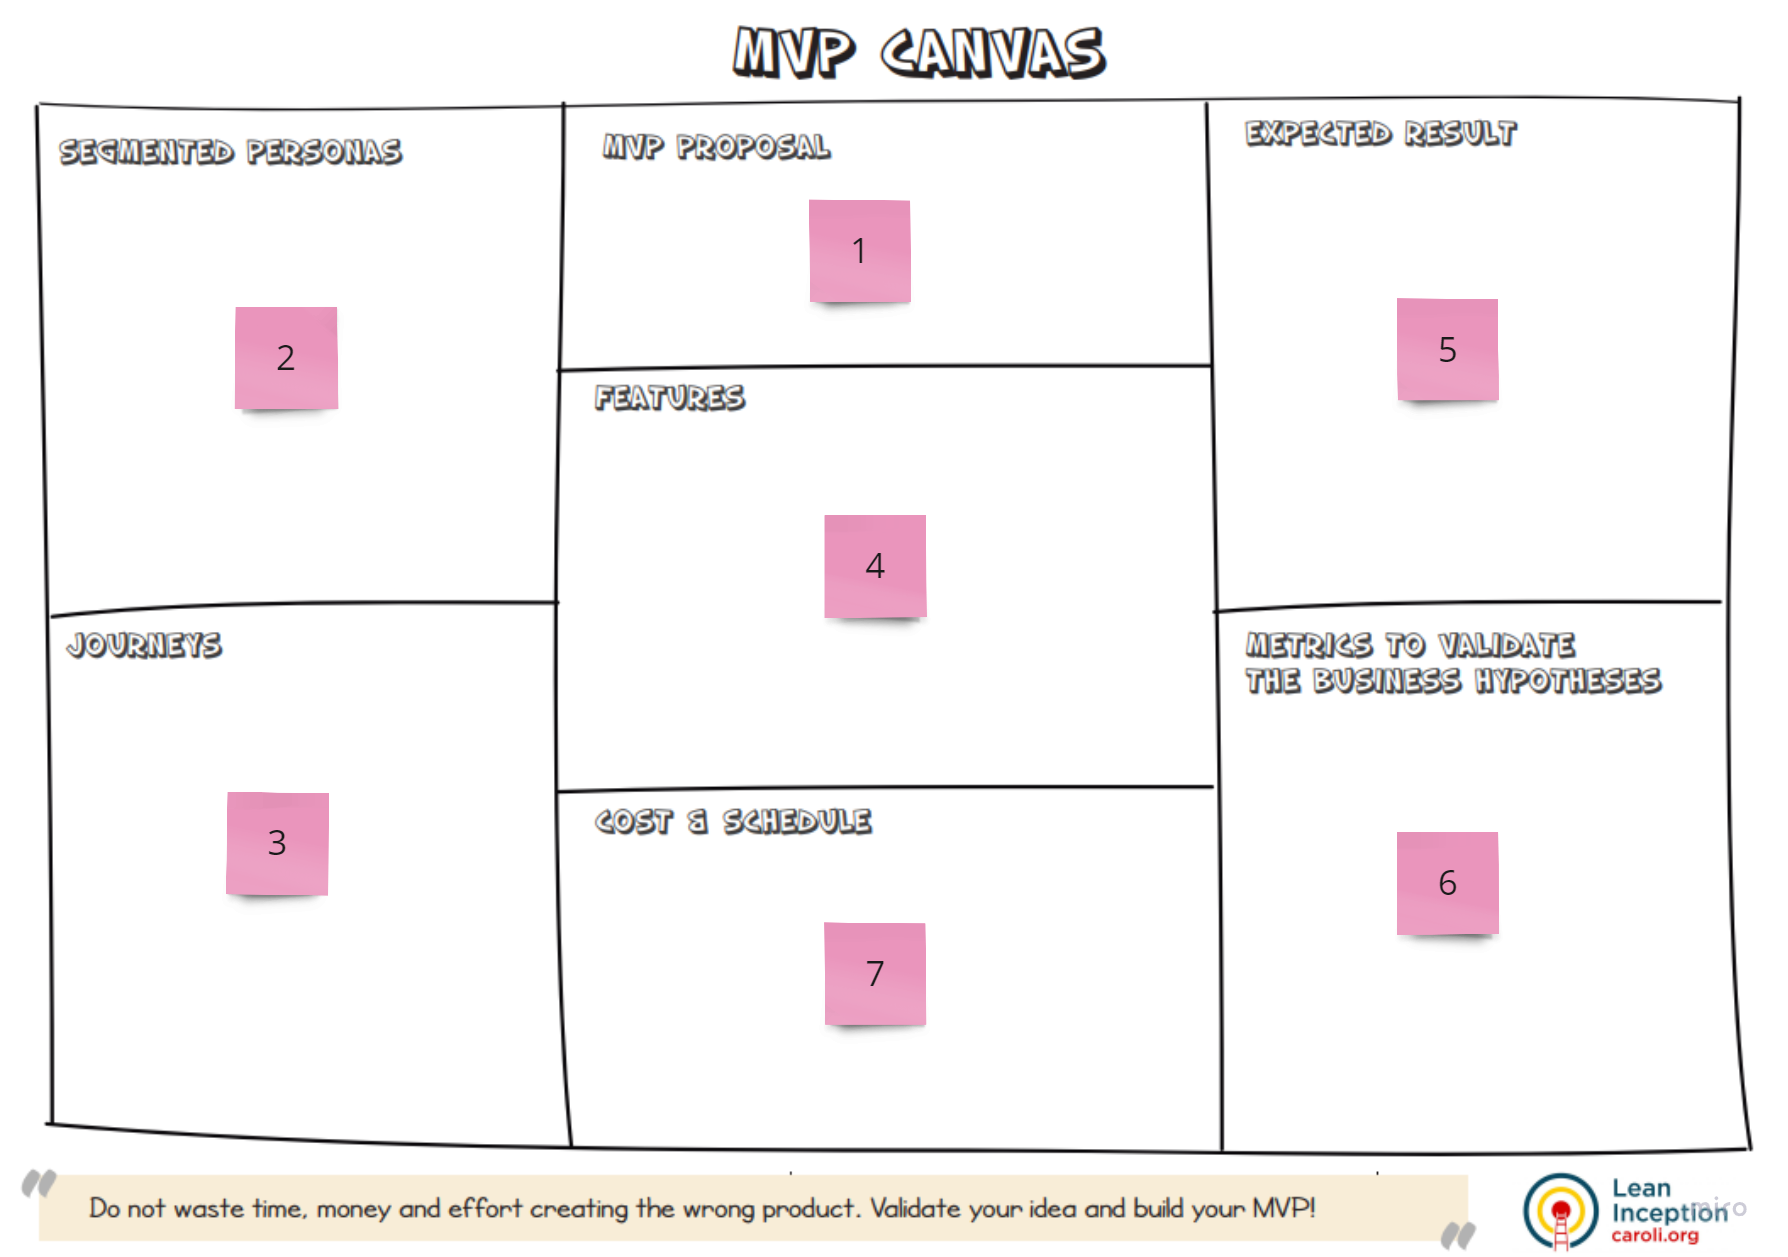 MVP CANVAS
SEGMENTED PERSONAS
2
MVP PROPOSAL
1
EXPECTED RESULT
5
FEATURES
4
JOURNEYS
3
COST & SCHEDULE
7
METRICS TO VALIDATE
THE BUSINESS HYPOTHESES
6
" Do not waste time, money and effort creating the wrong product. Validate your idea and build your MVP! "
Lean
Inception
caroli.org
miro